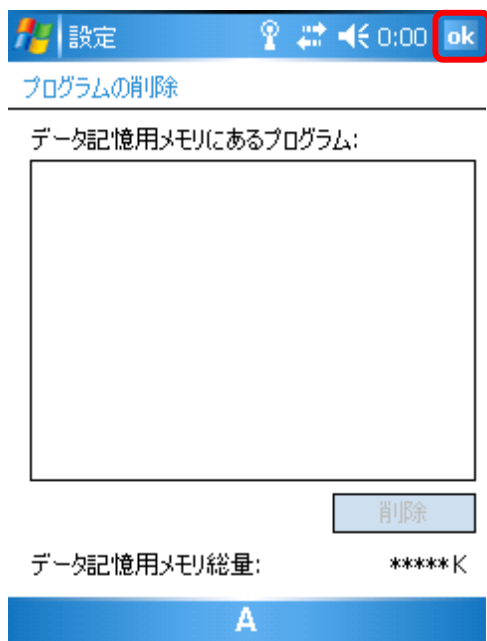 設定 0:00 ok
プログラムの削除
データ記憶用メモリにあるプログラム:
削除
データ記憶用メモリ総量: *****K
A